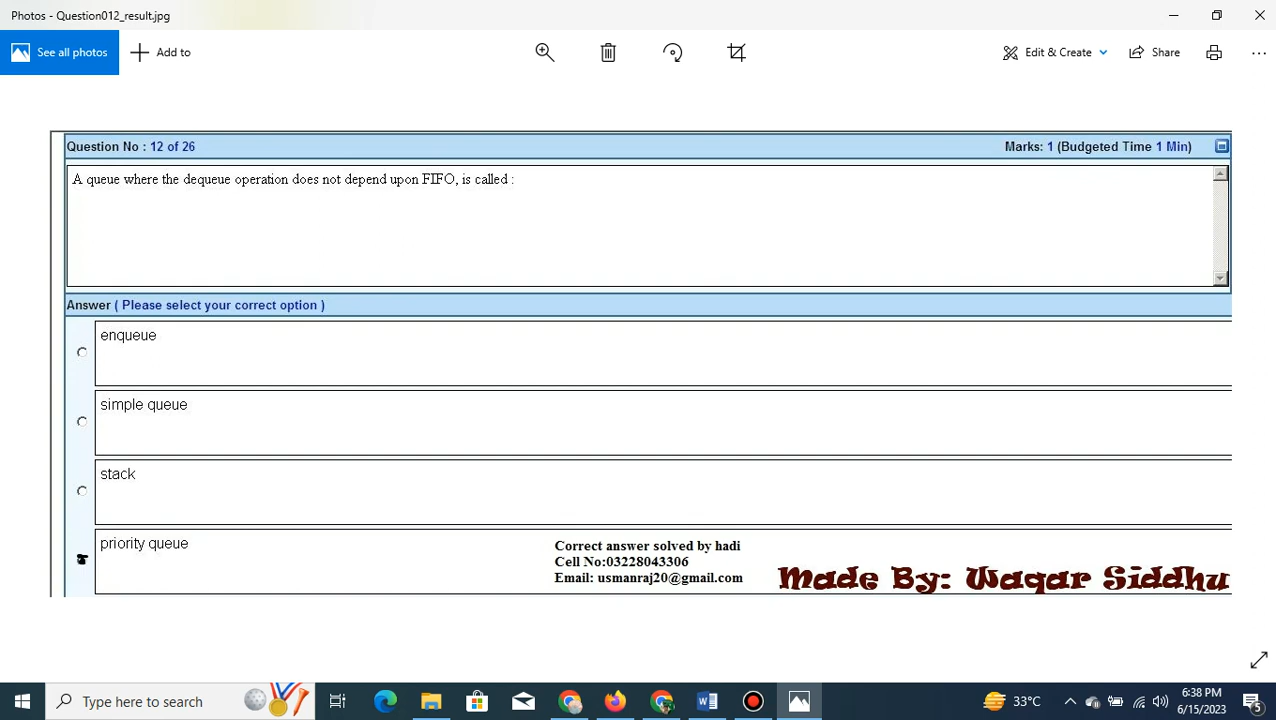 Photos - Question012_result.jpg
See all photos
Add to
Edit & Create
Share
Question No : 12 of 26
Marks: 1 (Budgeted Time 1 Min)
A queue where the dequeue operation does not depend upon FIFO, is called :
Answer ( Please select your correct option )
enqueue
simple queue
stack
priority queue
Correct answer solved by hadi
Cell No:03228043306
Email: usmanraj20@gmail.com
Made By: Waqar Siddhu
Type here to search
33°C
6:38 PM
6/15/2023
5